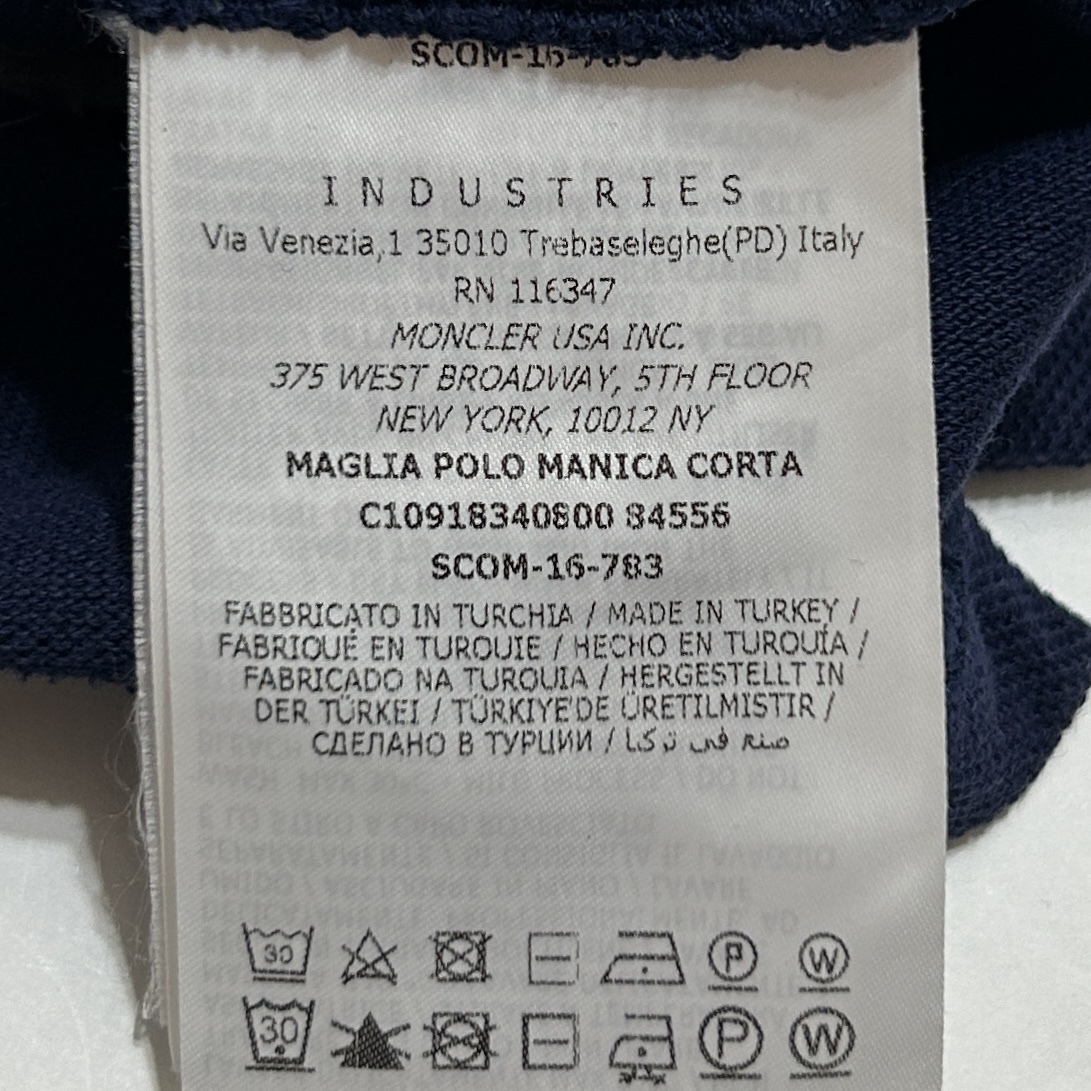 SCOM-16-783
INDUSTRIES
Via Venezia,1 35010 Trebaseleghe(PD) Italy
RN 116347
MONCLER USA INC.
375 WEST BROADWAY, 5TH FLOOR
NEW YORK, 10012 NY
MAGLIA POLO MANICA CORTA
C10918340800 84556
SCOM-16-783
FABBRICATO IN TURCHIA / MADE IN TURKEY /
FABRIQUÉ EN TURQUIE / HECHO EN TURQUÍA /
FABRICADO NA TURQUIA / HERGESTELLT IN
DER TÜRKEI / TÜRKIYE'DE ÜRETILMISTIR /
СДЕЛАНО В ТУРЦИИ / صنع في تركيا
30 P W
30 P W